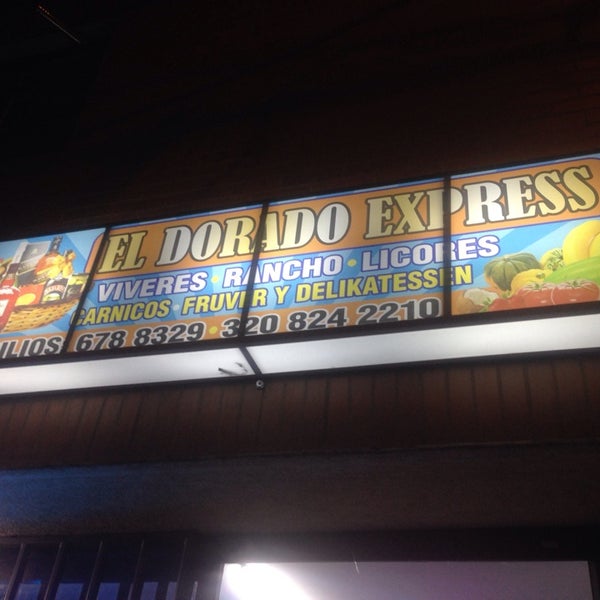 EL DORADO EXPRESS
VIVERES · RANCHO · LICORES
CARNICOS · FRUVER Y DELIKATESSEN
678 8329 · 320 824 2210